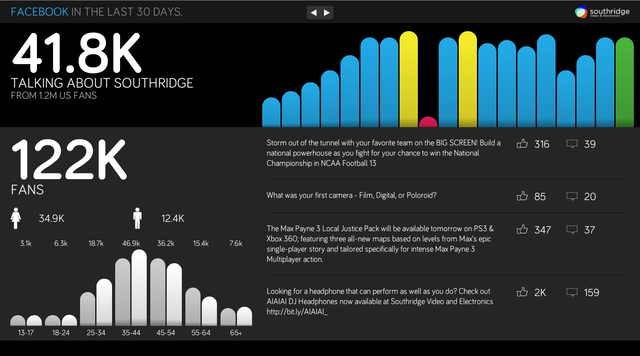 FACEBOOK IN THE LAST 30 DAYS.
southridge
video & electronics
41.8K
TALKING ABOUT SOUTHRIDGE
FROM 1.2M US FANS
122K
FANS
34.9K 12.4K
3.1k 6.3k 18.7k 46.9k 36.2k 15.4k 7.6k
13-17 18-24 25-34 35-44 45-54 55-64 65+
Storm out of the tunnel with your favorite team on the BIG SCREEN! Build a
national powerhouse as you fight for your chance to win the National
Championship in NCAA Football 13
316 39
What was your first camera - Film, Digital, or Poloroid?
85 20
The Max Payne 3 Local Justice Pack will be available tomorrow on PS3 &
Xbox 360; featuring three all-new maps based on levels from Max's epic
single-player story and tailored specifically for intense Max Payne 3
Multiplayer action.
347 37
Looking for a headphone that can perform as well as you do? Check out
AIAIAI DJ Headphones now available at Southridge Video and Electronics
http://bit.ly/AIAIAI_
2K 159